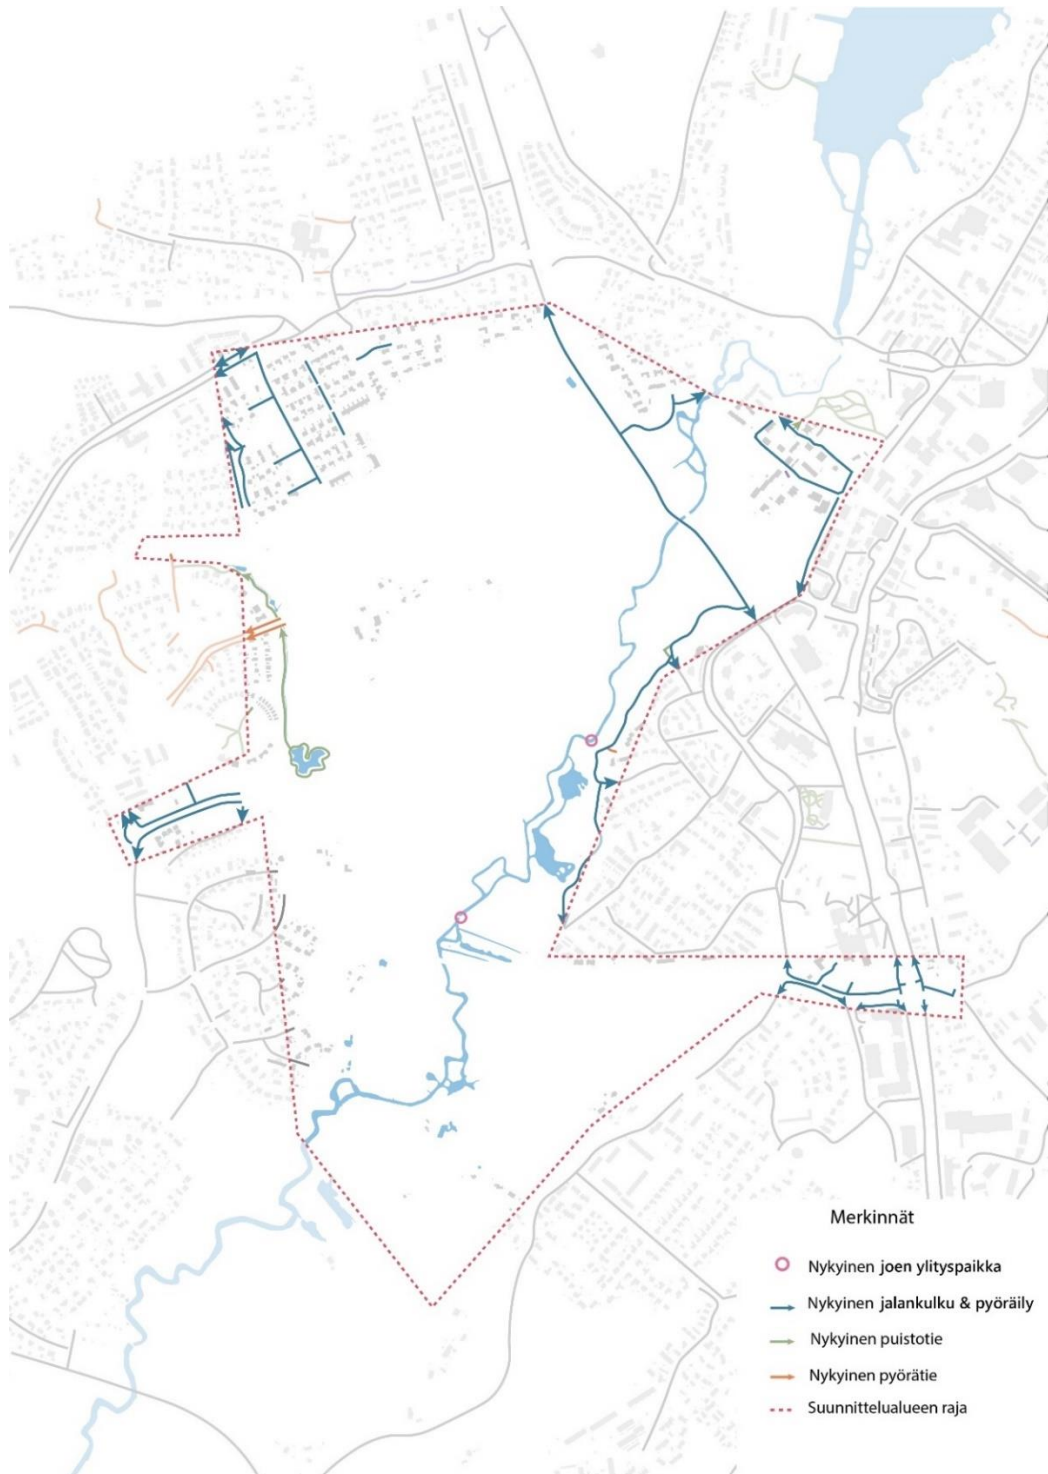 Merkinnät
Nykyinen joen ylityspaikka
Nykyinen jalankulku & pyöräily
Nykyinen puistotie
Nykyinen pyörätie
Suunnittelualueen raja